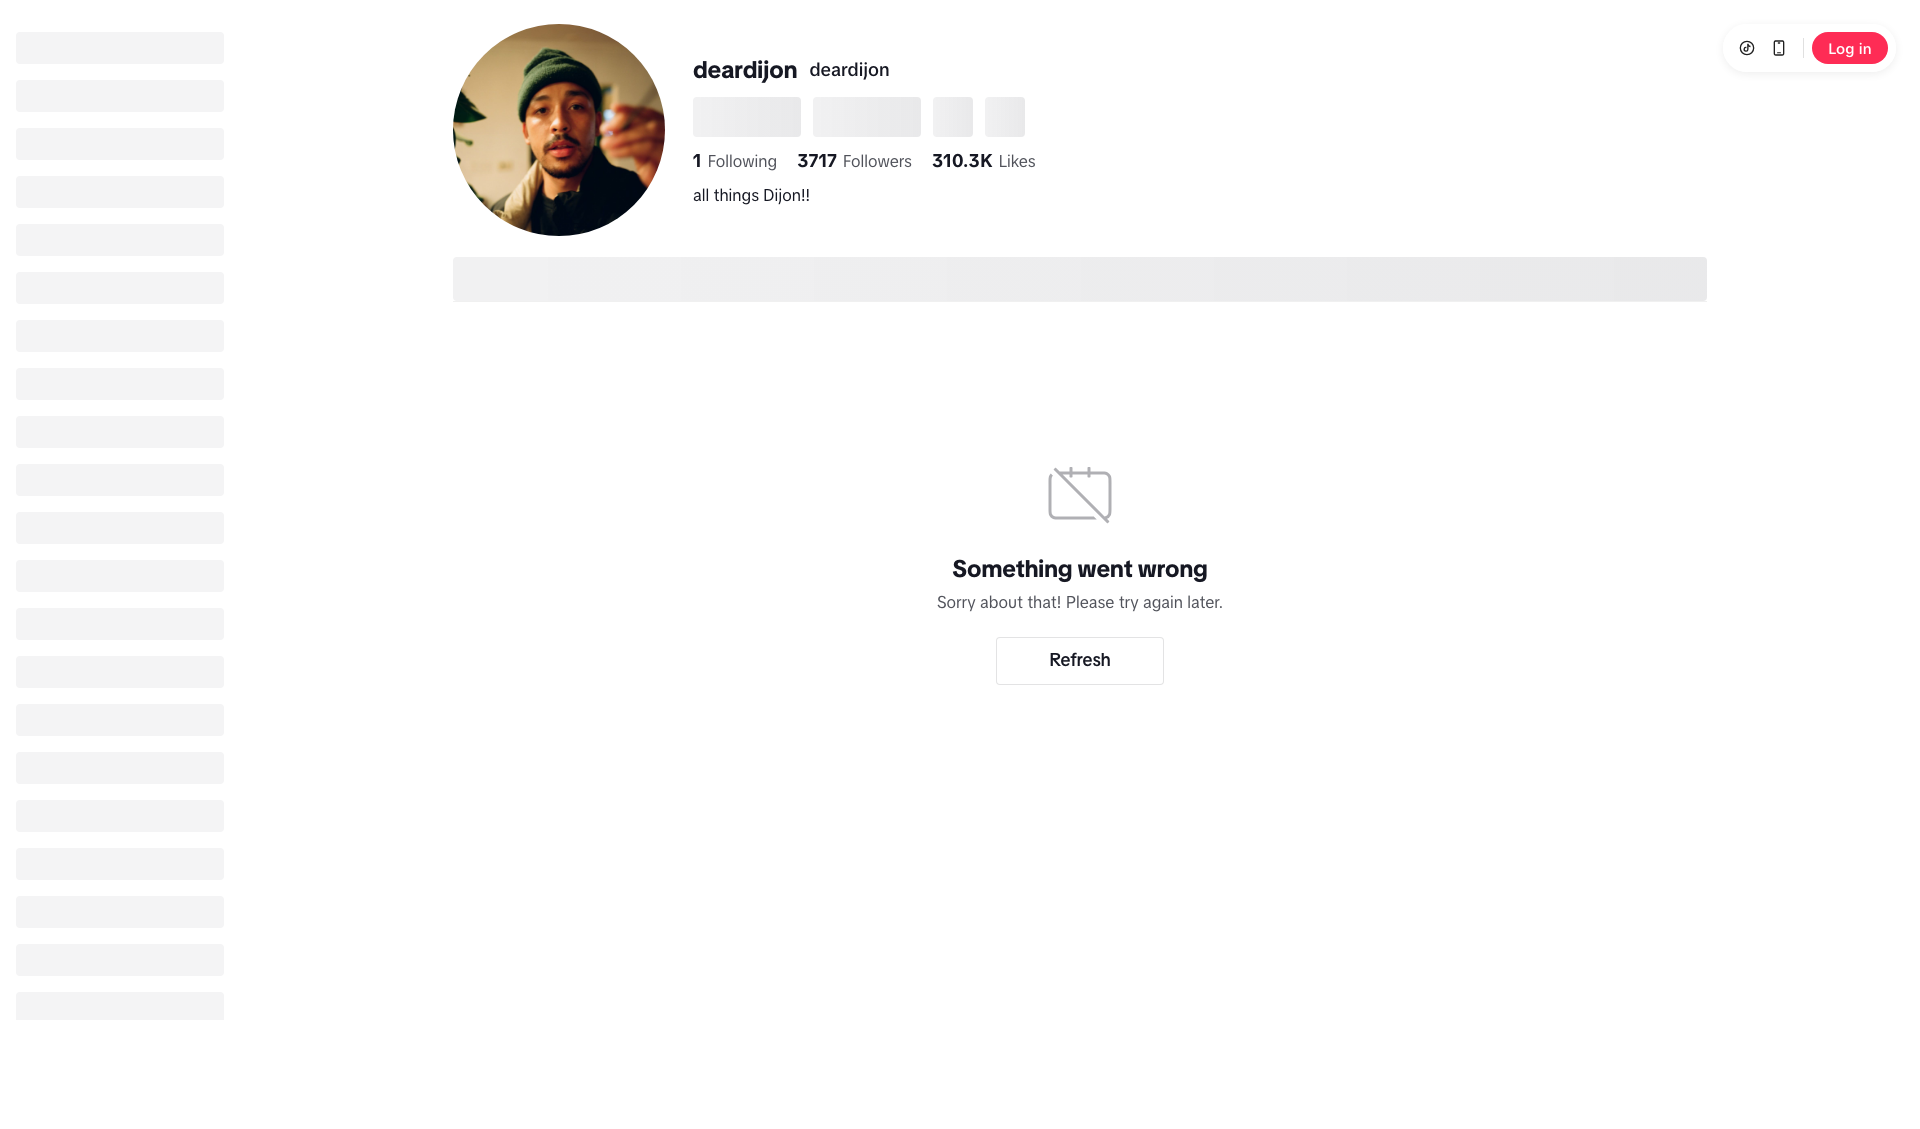 Log in
deardijon deardijon
1 Following 3717 Followers 310.3K Likes
all things Dijon!!
Something went wrong
Sorry about that! Please try again later.
Refresh